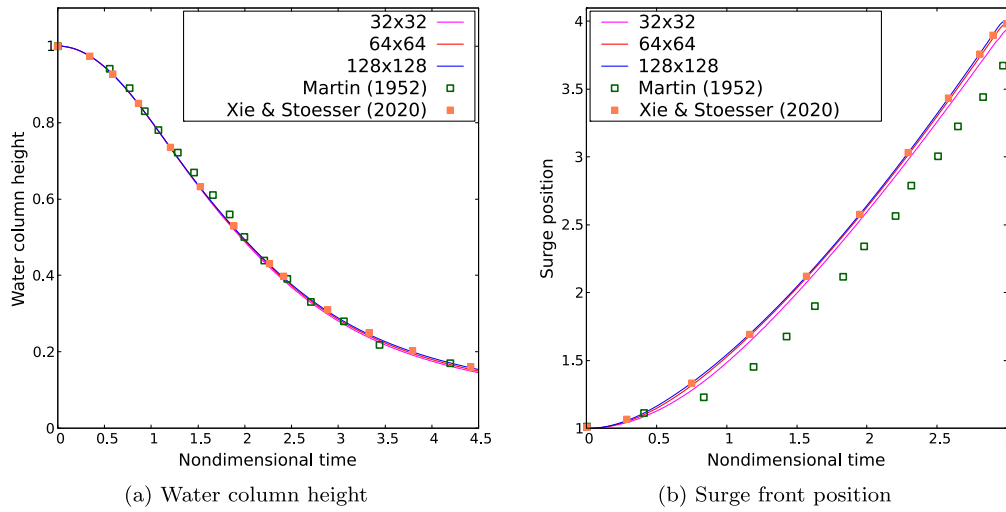 32x32
64x64
128x128
Martin (1952)
Xie & Stoesser (2020)
Water column height
1
0.8
0.6
0.4
0.2
0
0 0.5 1 1.5 2 2.5 3 3.5 4 4.5
Nondimensional time
(a) Water column height
32x32
64x64
128x128
Martin (1952)
Xie & Stoesser (2020)
Surge position
4
3.5
3
2.5
2
1.5
1
0 0.5 1 1.5 2 2.5
Nondimensional time
(b) Surge front position